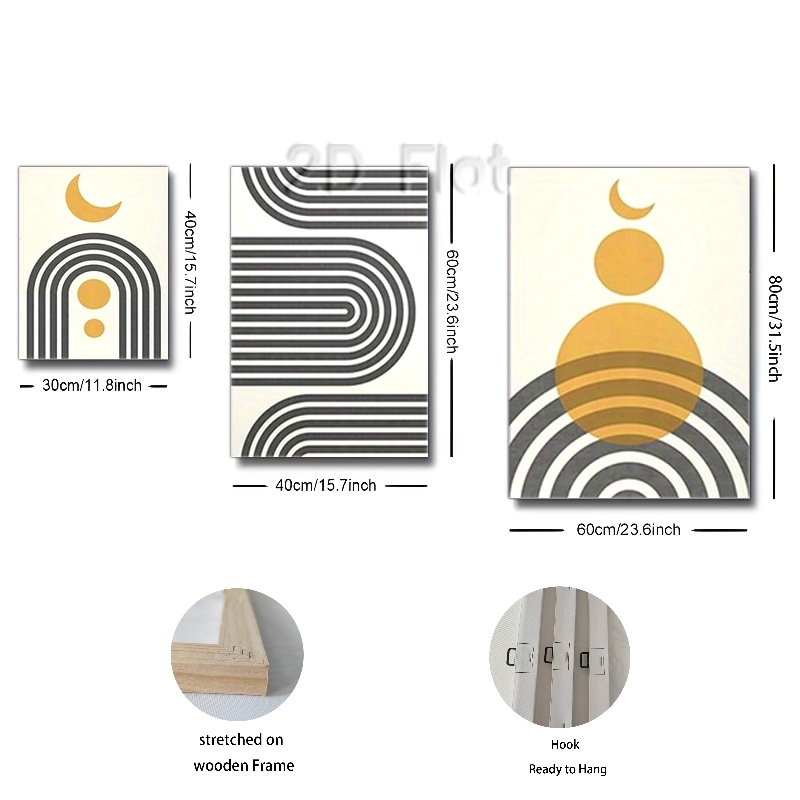 2D Flat
40cm/15.7inch
30cm/11.8inch
60cm/23.6inch
40cm/15.7inch
80cm/31.5inch
60cm/23.6inch
stretched on
wooden Frame
Hook
Ready to Hang